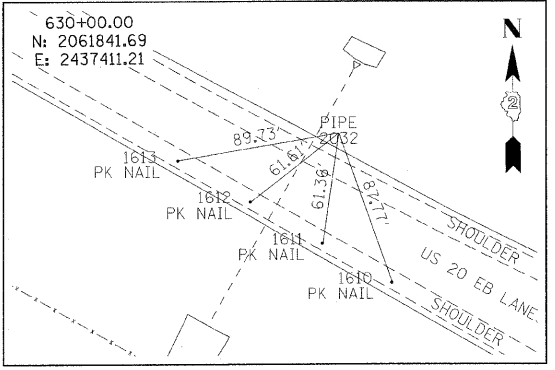 630+00.00
N: 2061841.69
E: 2437411.21
N
2
PIPE
2032
89.73'
61.61'
61.36'
87.77'
1613
PK NAIL
1612
PK NAIL
1611
PK NAIL
1610
PK NAIL
SHOULDER
US 20 EB LANE
SHOULDER